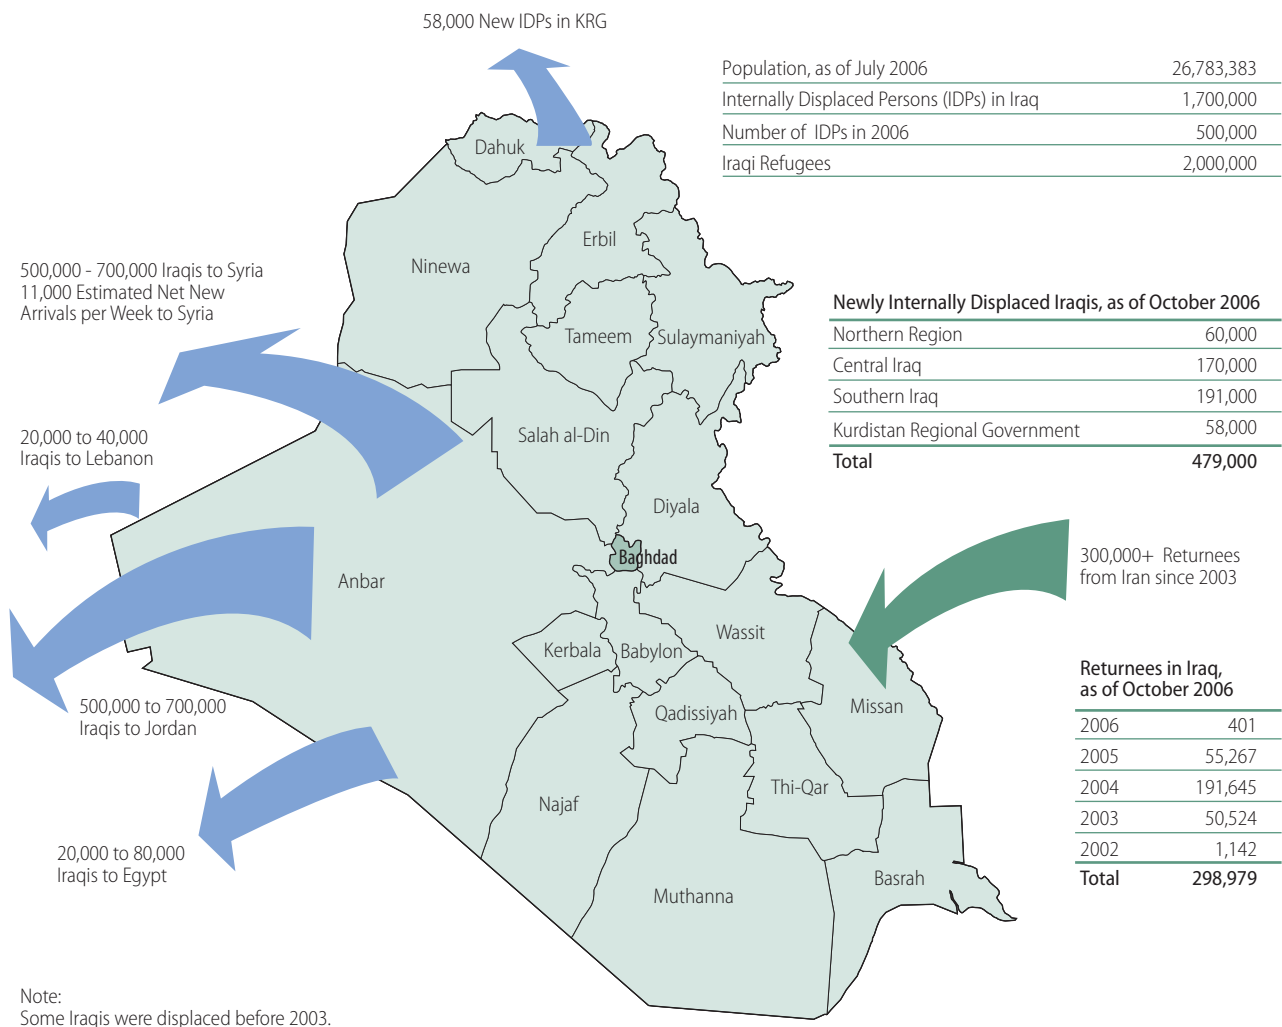 58,000 New IDPs in KRG
Population, as of July 2006 26,783,383
Internally Displaced Persons (IDPs) in Iraq 1,700,000
Number of IDPs in 2006 500,000
Iraqi Refugees 2,000,000
Dahuk
Erbil
Ninewa
500,000 - 700,000 Iraqis to Syria
11,000 Estimated Net New
Arrivals per Week to Syria
Tameem
Sulaymaniyah
Newly Internally Displaced Iraqis, as of October 2006
Northern Region 60,000
Central Iraq 170,000
Southern Iraq 191,000
Kurdistan Regional Government 58,000
Total 479,000
20,000 to 40,000
Iraqis to Lebanon
Salah al-Din
Diyala
Baghdad
Anbar
300,000+ Returnees
from Iran since 2003
Wassit
Kerbala
Babylon
500,000 to 700,000
Iraqis to Jordan
Qadissiyah
Missan
Returnees in Iraq,
as of October 2006
2006 401
2005 55,267
2004 191,645
2003 50,524
2002 1,142
Total 298,979
Thi-Qar
Najaf
20,000 to 80,000
Iraqis to Egypt
Muthanna
Basrah
Note:
Some Iraqis were displaced before 2003.